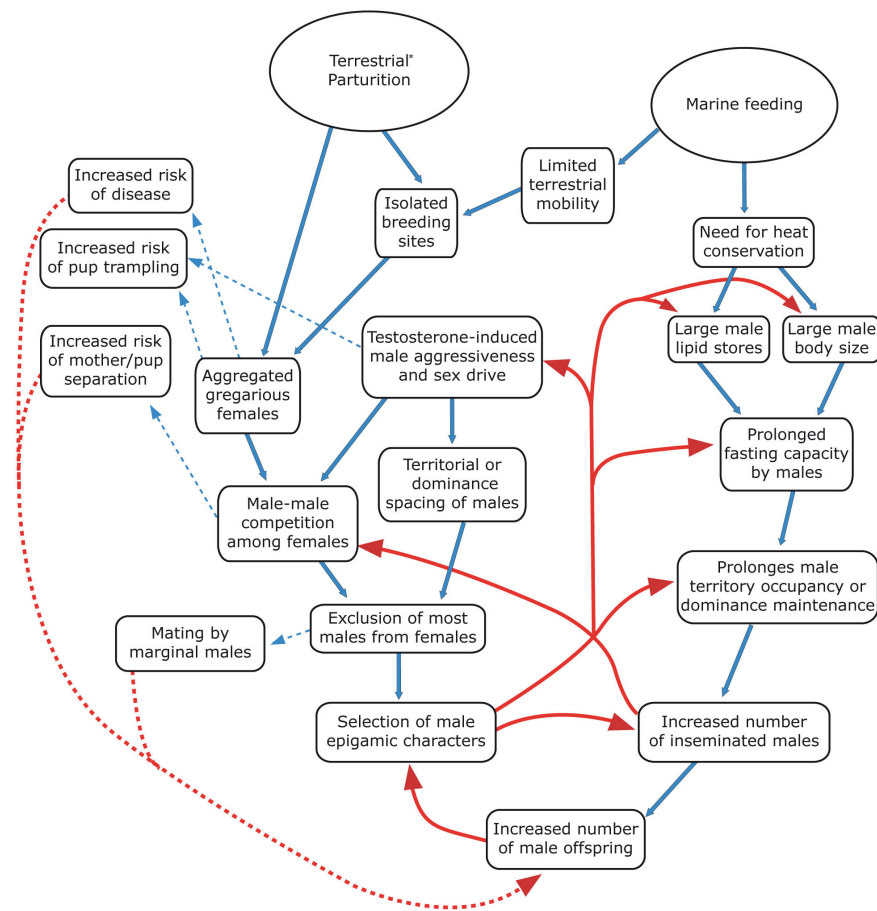 Terrestrial*
Parturition
Marine feeding
Increased risk
of disease
Limited
terrestrial
mobility
Isolated
breeding
sites
Need for heat
conservation
Increased risk
of pup trampling
Increased risk
of mother/pup
separation
Testosterone-induced
male aggressiveness
and sex drive
Large male
lipid stores
Large male
body size
Aggregated
gregarious
females
Prolonged
fasting capacity
by males
Territorial or
dominance
spacing of males
Male-male
competition
among females
Prolonges male
territory occupancy or
dominance maintenance
Exclusion of most
males from females
Mating by
marginal males
Selection of male
epigamic characters
Increased number
of inseminated males
Increased number
of male offspring